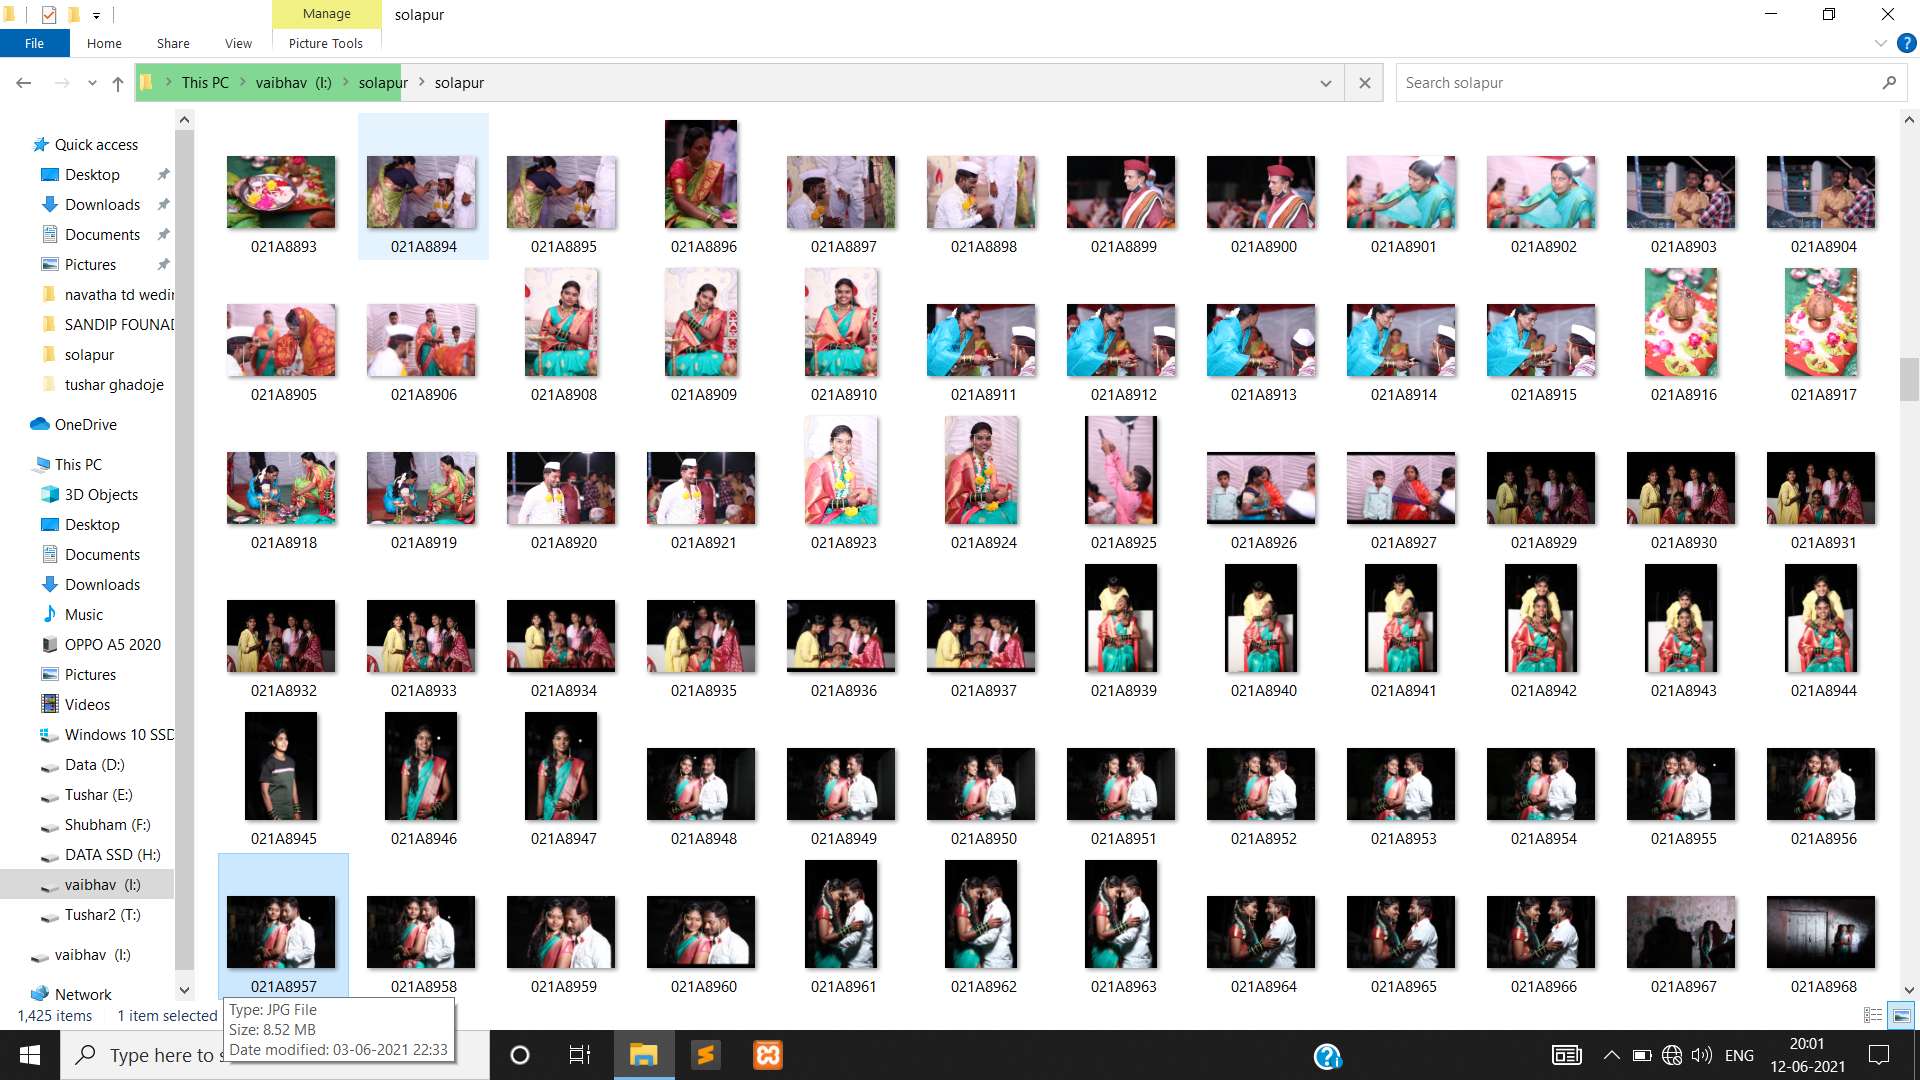 Manage
solapur
File
Home
Share
View
Picture Tools
This PC
vaibhav (I:)
solapur
solapur
Search solapur
Quick access
Desktop
Downloads
Documents
Pictures
navatha td wedin
SANDIP FOUNAD
solapur
tushar ghadoje
OneDrive
This PC
3D Objects
Desktop
Documents
Downloads
Music
OPPO A5 2020
Pictures
Videos
Windows 10 SSD
Data (D:)
Tushar (E:)
Shubham (F:)
DATA SSD (H:)
vaibhav (I:)
Tushar2 (T:)
vaibhav (I:)
Network
021A8893 021A8894 021A8895 021A8896 021A8897 021A8898 021A8899 021A8900 021A8901 021A8902 021A8903 021A8904
021A8905 021A8906 021A8908 021A8909 021A8910 021A8911 021A8912 021A8913 021A8914 021A8915 021A8916 021A8917
021A8918 021A8919 021A8920 021A8921 021A8923 021A8924 021A8925 021A8926 021A8927 021A8929 021A8930 021A8931
021A8932 021A8933 021A8934 021A8935 021A8936 021A8937 021A8939 021A8940 021A8941 021A8942 021A8943 021A8944
021A8945 021A8946 021A8947 021A8948 021A8949 021A8950 021A8951 021A8952 021A8953 021A8954 021A8955 021A8956
021A8957 021A8958 021A8959 021A8960 021A8961 021A8962 021A8963 021A8964 021A8965 021A8966 021A8967 021A8968
1,425 items 1 item selected
Type: JPG File
Size: 8.52 MB
Date modified: 03-06-2021 22:33
Type here to s
ENG
20:01
12-06-2021